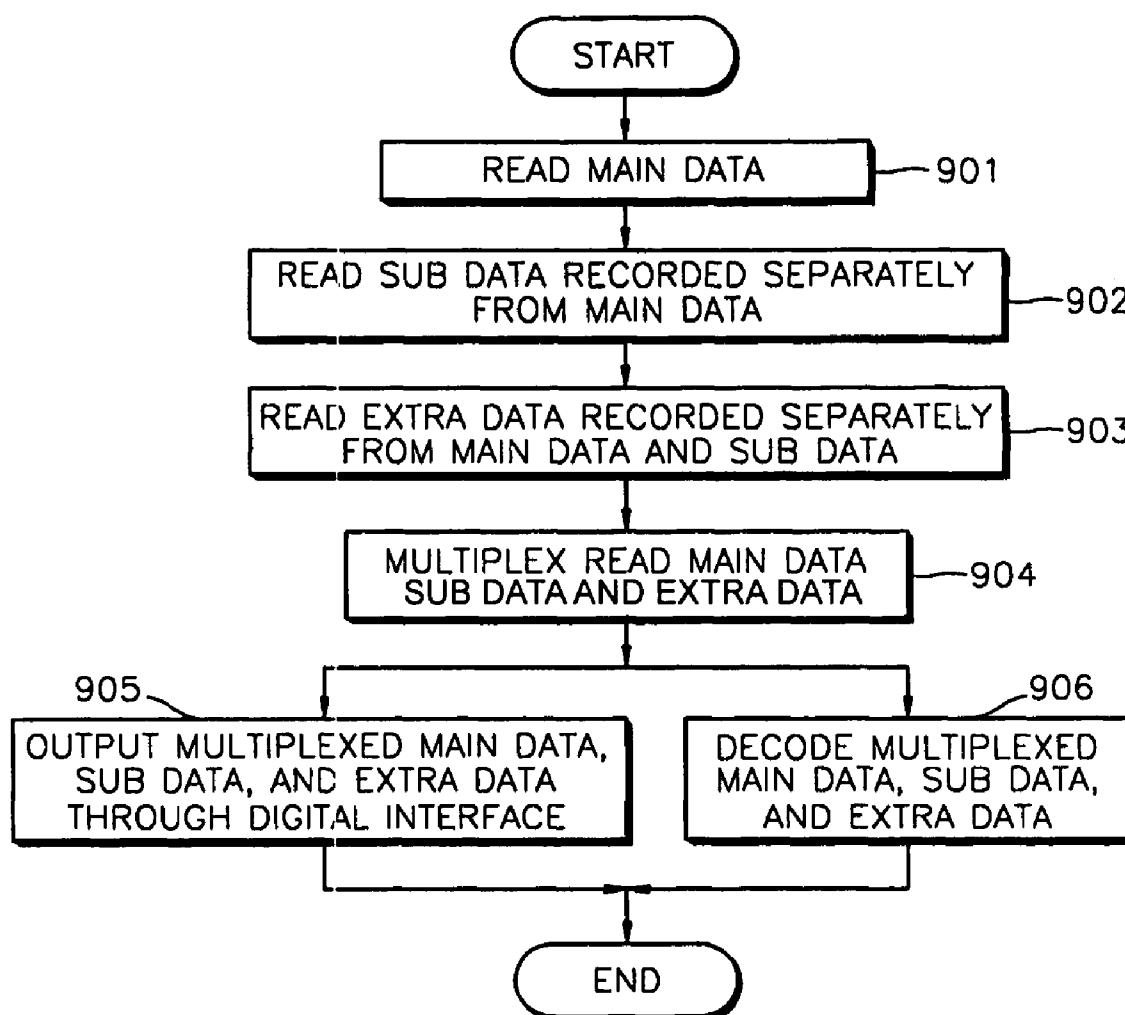 START
READ MAIN DATA
901
READ SUB DATA RECORDED SEPARATELY
FROM MAIN DATA
902
READ EXTRA DATA RECORDED SEPARATELY
FROM MAIN DATA AND SUB DATA
903
MULTIPLEX READ MAIN DATA
SUB DATA AND EXTRA DATA
904
905
OUTPUT MULTIPLEXED MAIN DATA,
SUB DATA, AND EXTRA DATA
THROUGH DIGITAL INTERFACE
906
DECODE MULTIPLEXED
MAIN DATA, SUB DATA,
AND EXTRA DATA
END